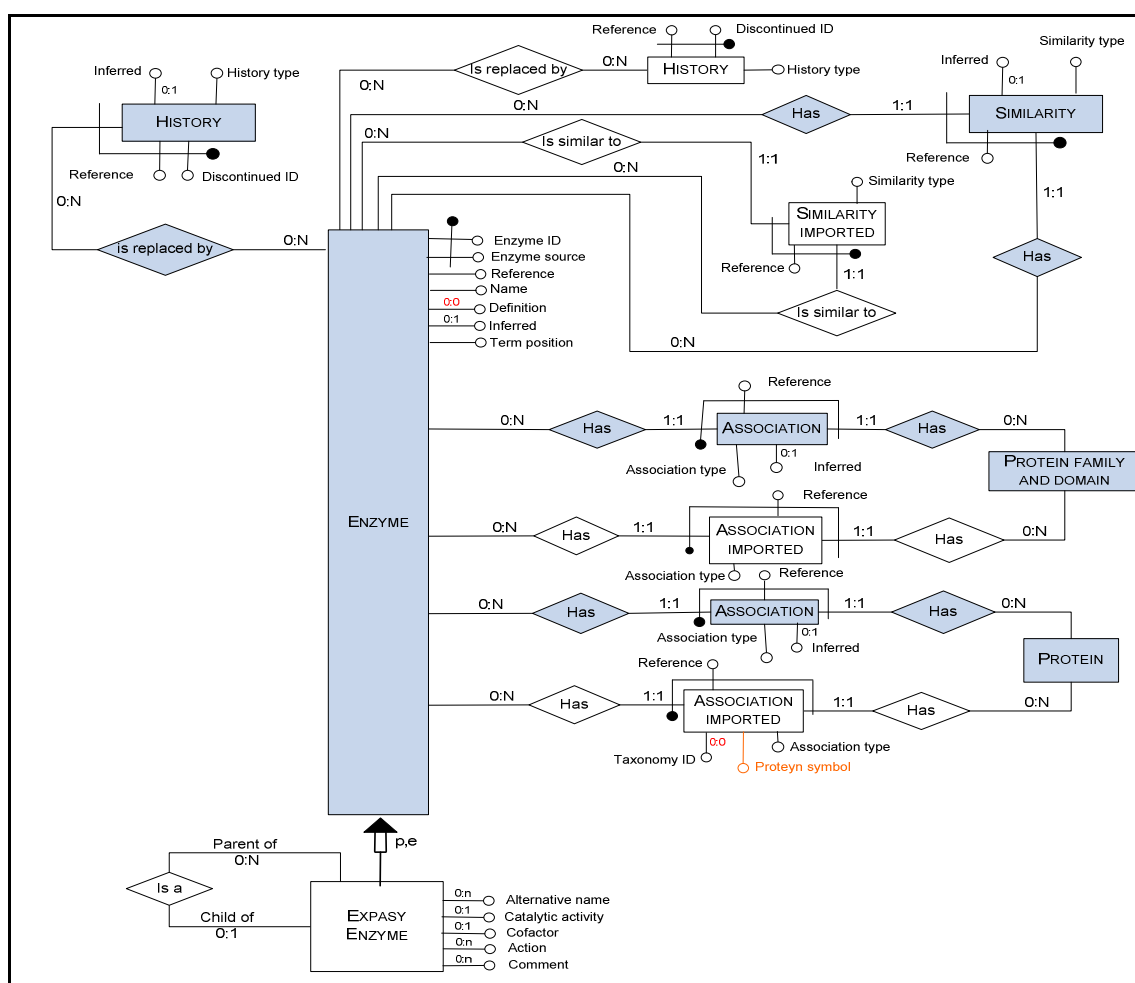 Reference
Discontinued ID
Similarity type
Inferred
0:1
History type
Is replaced by
0:N
0:N
HISTORY
History type
Inferred
0:1
HISTORY
0:N
Has
1:1
SIMILARITY
0:N
Is similar to
1:1
Reference
Reference
Discontinued ID
0:N
0:N
Similarity type
1:1
SIMILARITY
IMPORTED
is replaced by
0:N
Enzyme ID
Enzyme source
Reference
Name
0:0
Definition
0:1
Inferred
Term position
Reference
1:1
Has
Is similar to
0:N
Reference
0:N
Has
1:1
ASSOCIATION
1:1
Has
0:N
Association type
0:1
Inferred
PROTEIN FAMILY
AND DOMAIN
Reference
ENZYME
0:N
Has
1:1
ASSOCIATION
IMPORTED
1:1
Has
0:N
Association type
Reference
0:N
Has
1:1
ASSOCIATION
1:1
Has
0:N
Association type
0:1
Inferred
PROTEIN
Reference
0:N
Has
1:1
ASSOCIATION
IMPORTED
1:1
Has
0:N
0:0
Taxonomy ID
Association type
Proteyn symbol
p,e
Parent of
0:N
Is a
Child of
0:1
EXPASY
ENZYME
0:n
Alternative name
0:1
Catalytic activity
0:1
Cofactor
0:n
Action
0:n
Comment